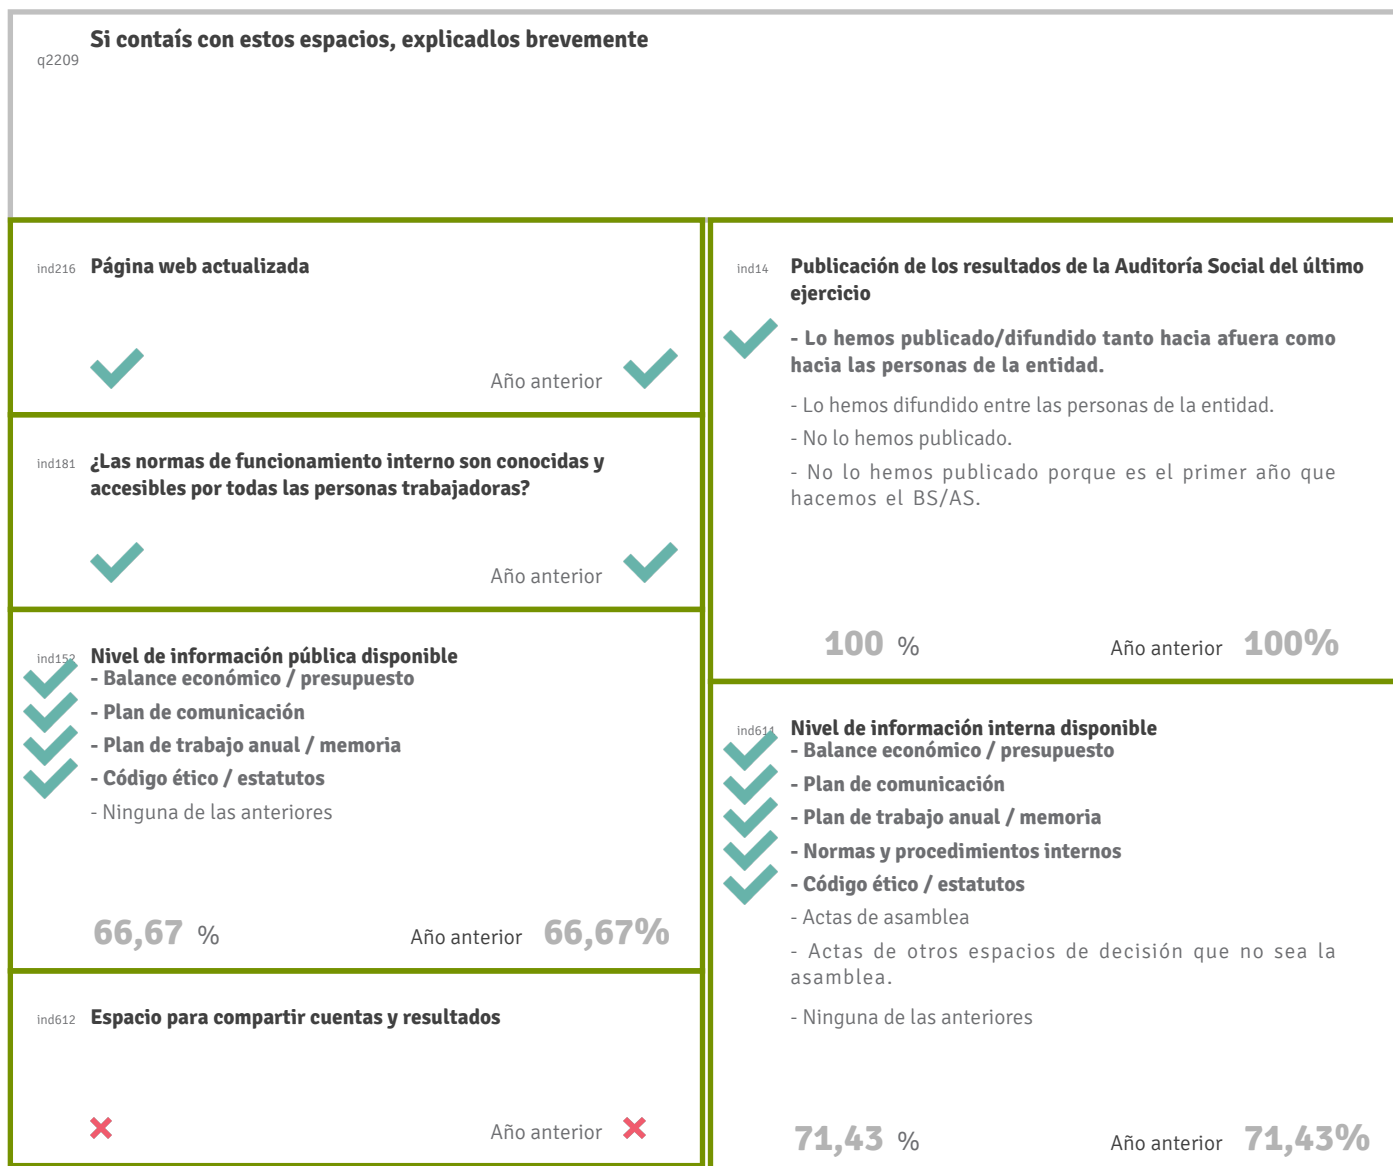 Si contaís con estos espacios, explicadlos brevemente
q2209
ind216 Página web actualizada
Año anterior
ind181 ¿Las normas de funcionamiento interno son conocidas y
accesibles por todas las personas trabajadoras?
Año anterior
ind152 Nivel de información pública disponible
- Balance económico / presupuesto
- Plan de comunicación
- Plan de trabajo anual / memoria
- Código ético / estatutos
- Ninguna de las anteriores
66,67 % Año anterior 66,67%
ind612 Espacio para compartir cuentas y resultados
Año anterior
ind14 Publicación de los resultados de la Auditoría Social del último
ejercicio
- Lo hemos publicado/difundido tanto hacia afuera como
hacia las personas de la entidad.
- Lo hemos difundido entre las personas de la entidad.
- No lo hemos publicado.
- No lo hemos publicado porque es el primer año que
hacemos el BS/AS.
100 % Año anterior 100%
ind611 Nivel de información interna disponible
- Balance económico / presupuesto
- Plan de comunicación
- Plan de trabajo anual / memoria
- Normas y procedimientos internos
- Código ético / estatutos
- Actas de asamblea
- Actas de otros espacios de decisión que no sea la
asamblea.
- Ninguna de las anteriores
71,43 % Año anterior 71,43%